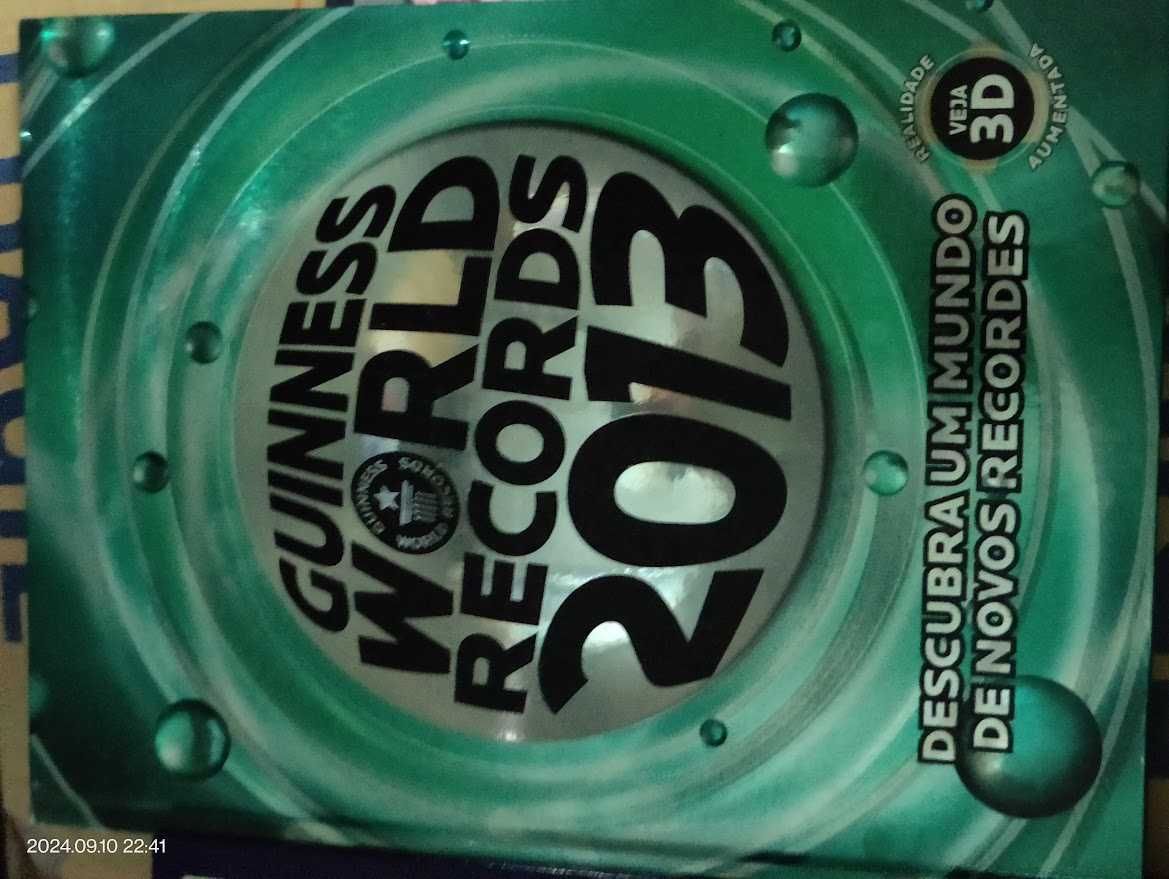 GUINNESS
WORLD
RECORDS
2013
GUINNESS
WORLD RECORDS
REALIDADE
VEJA
3D
AUMENTADA
DESCUBRA UM MUNDO
DE NOVOS RECORDES
2024.09.10 22:41